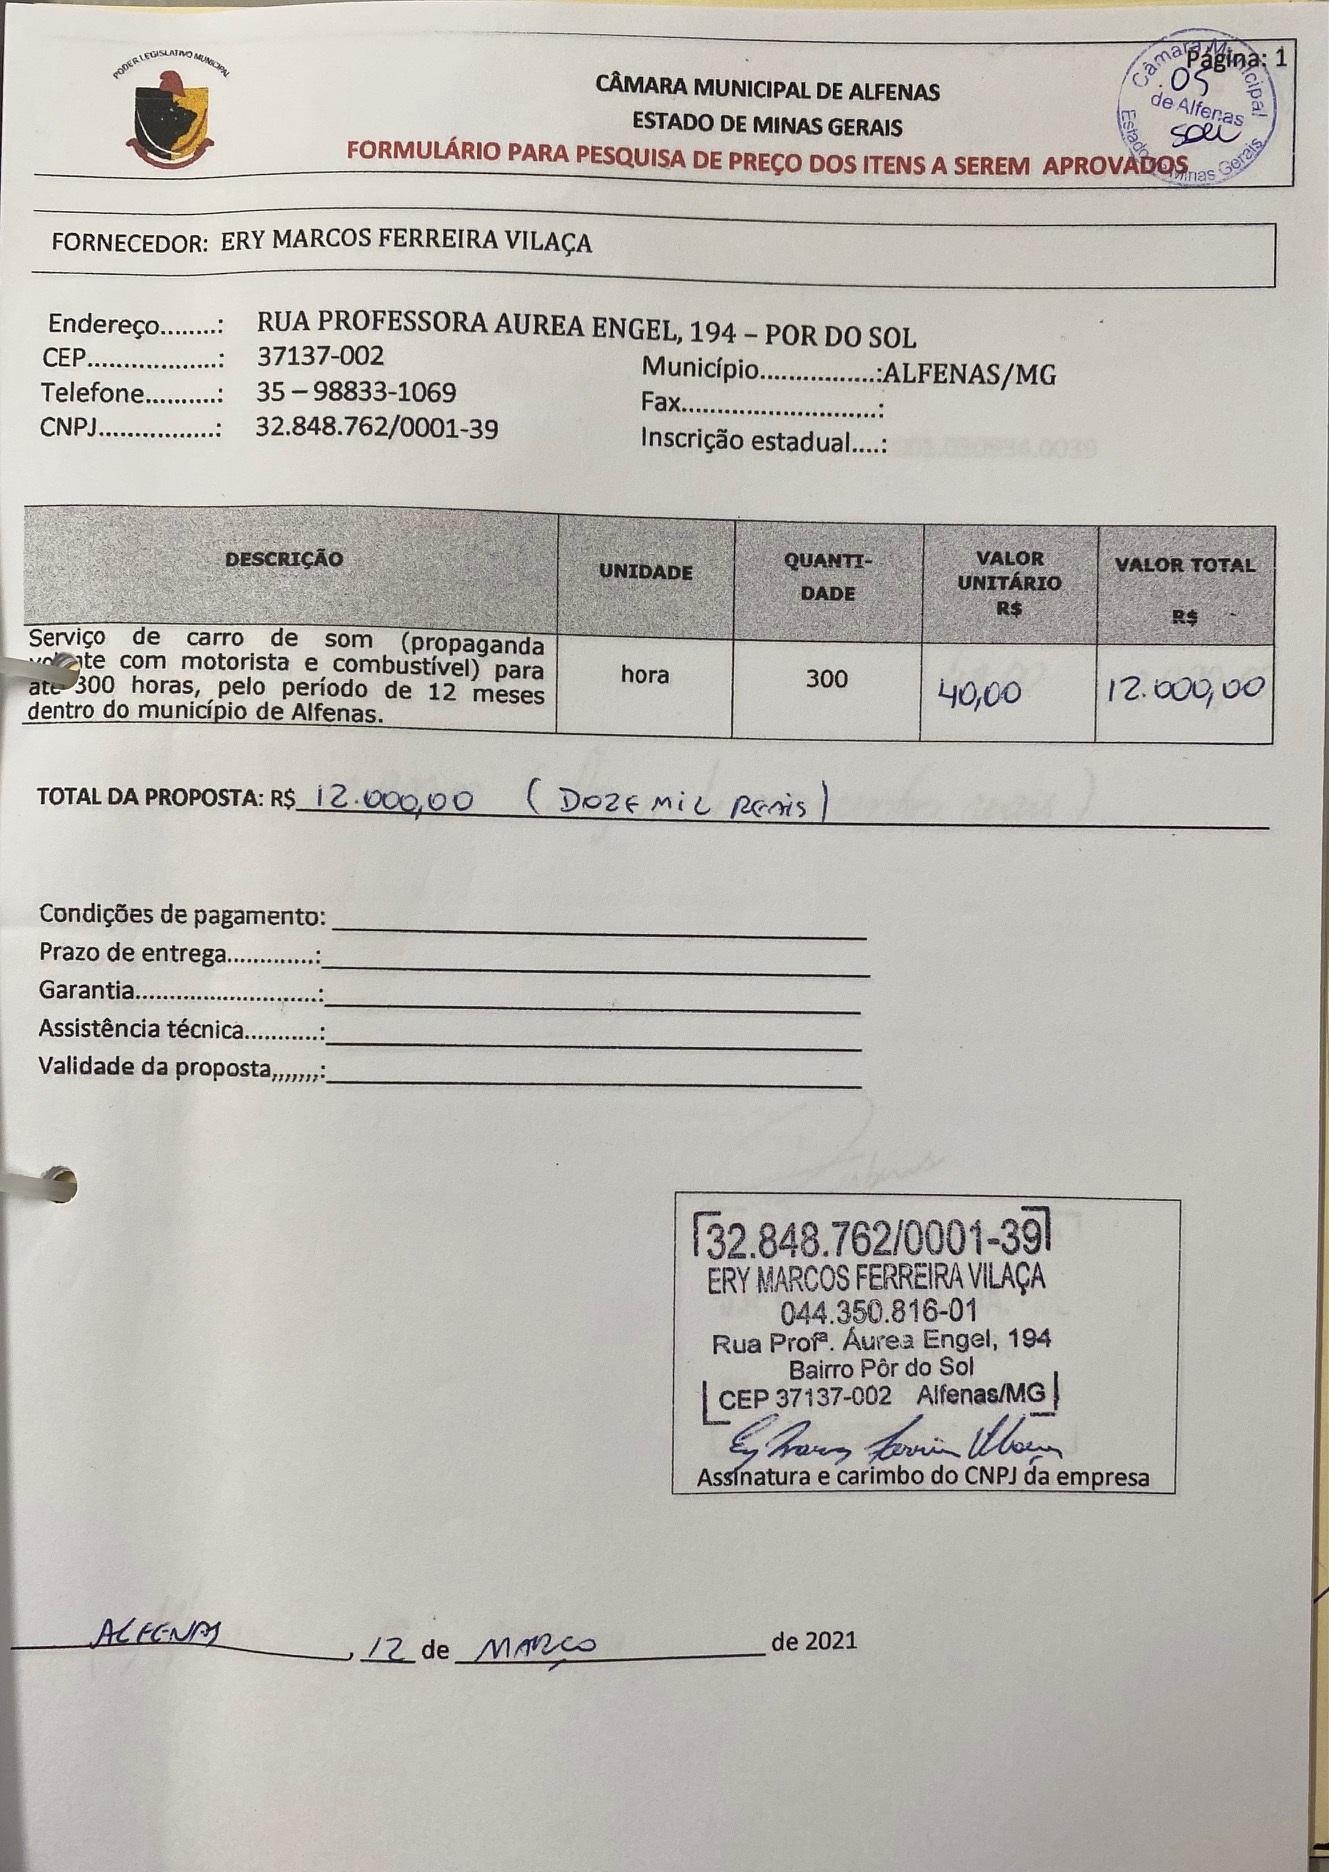 PODER LEGISLATIVO MUNICIPAL
CÂMARA MUNICIPAL DE ALFENAS
ESTADO DE MINAS GERAIS
FORMULÁRIO PARA PESQUISA DE PREÇO DOS ITENS A SEREM APROVADOS
Página: 1
Câmara Municipal
05
de Alfenas
Estado de Minas Gerais
FORNECEDOR: ERY MARCOS FERREIRA VILAÇA
Endereço........: RUA PROFESSORA AUREA ENGEL, 194 – POR DO SOL
CEP...................: 37137-002 Município.................:ALFENAS/MG
Telefone..........: 35 – 98833-1069 Fax............................:
CNPJ.................: 32.848.762/0001-39 Inscrição estadual....:
DESCRIÇÃO UNIDADE QUANTI- VALOR VALOR TOTAL
DADE UNITÁRIO
R$ R$
Serviço de carro de som (propaganda
com motorista e combustível) para
até 300 horas, pelo período de 12 meses
dentro do município de Alfenas.
hora 300 40,00 12.000,00
TOTAL DA PROPOSTA: R$ 12.000,00 (DOZE MIL REAIS)
Condições de pagamento:
Prazo de entrega.............:
Garantia...........................:
Assistência técnica...........:
Validade da proposta,,,,,,,:
32.848.762/0001-39
ERY MARCOS FERREIRA VILAÇA
044.350.816-01
Rua Profª. Áurea Engel, 194
Bairro Pôr do Sol
CEP 37137-002 Alfenas/MG
Ery Marcos Ferreira Vilaça
Assinatura e carimbo do CNPJ da empresa
ALFENAS, 12 de MARÇO de 2021